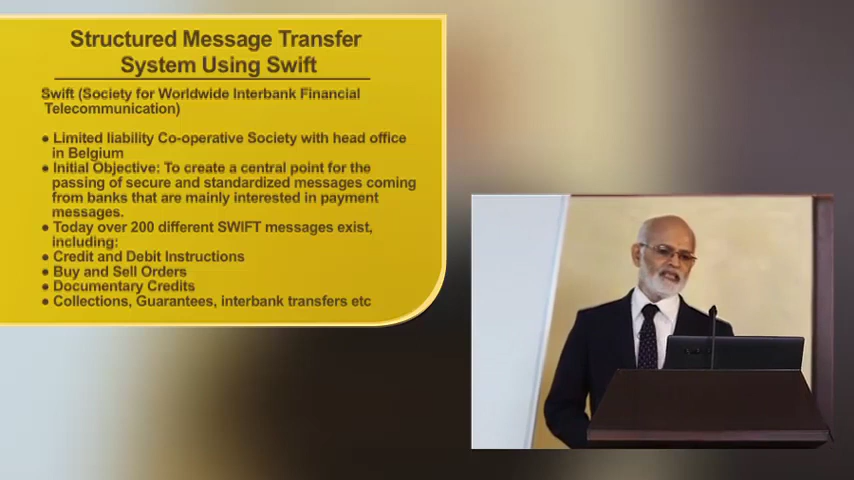 Structured Message Transfer
System Using Swift
Swift (Society for Worldwide Interbank Financial
Telecommunication)
● Limited liability Co-operative Society with head office
in Belgium
● Initial Objective: To create a central point for the
passing of secure and standardized messages coming
from banks that are mainly interested in payment
messages.
● Today over 200 different SWIFT messages exist,
including:
● Credit and Debit Instructions
● Buy and Sell Orders
● Documentary Credits
● Collections, Guarantees, interbank transfers etc